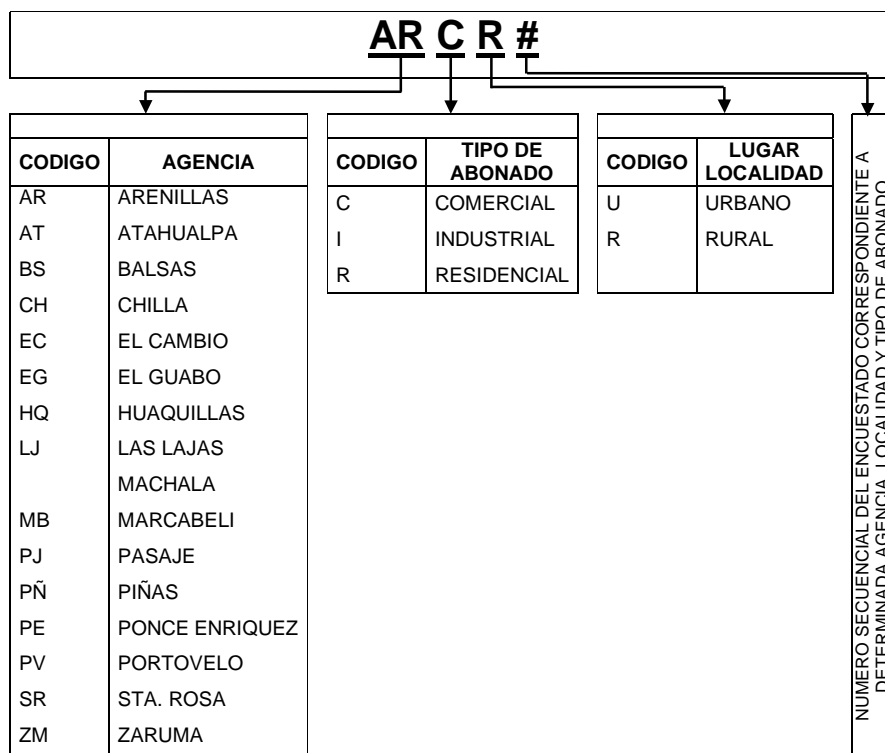 AR C R #
CODIGO AGENCIA
AR ARENILLAS
AT ATAHUALPA
BS BALSAS
CH CHILLA
EC EL CAMBIO
EG EL GUABO
HQ HUAQUILLAS
LJ LAS LAJAS
MACHALA
MB MARCABELI
PJ PASAJE
PÑ PIÑAS
PE PONCE ENRIQUEZ
PV PORTOVELO
SR STA. ROSA
ZM ZARUMA
CODIGO TIPO DE ABONADO
C COMERCIAL
I INDUSTRIAL
R RESIDENCIAL
CODIGO LUGAR LOCALIDAD
U URBANO
R RURAL
NUMERO SECUENCIAL DEL ENCUESTADO CORRESPONDIENTE A
DETERMINADA AGENCIA, LOCALIDAD Y TIPO DE ABONADO